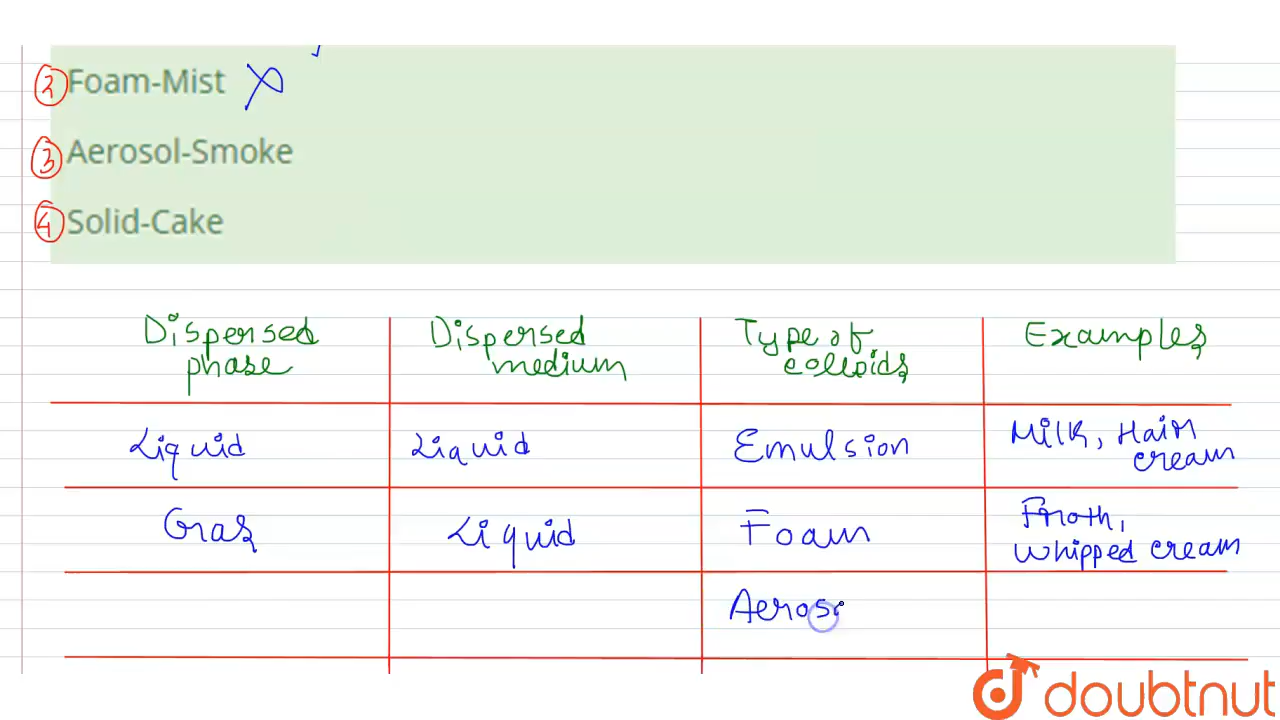 2 Foam-Mist
3 Aerosol-Smoke
4 Solid-Cake
Dispersed phase
Dispersed medium
Type of colloids
Examples
Liquid
Liquid
Emulsion
Milk, Hair cream
Gas
Liquid
Foam
Froth, Whipped cream
Aeros
doubtnut